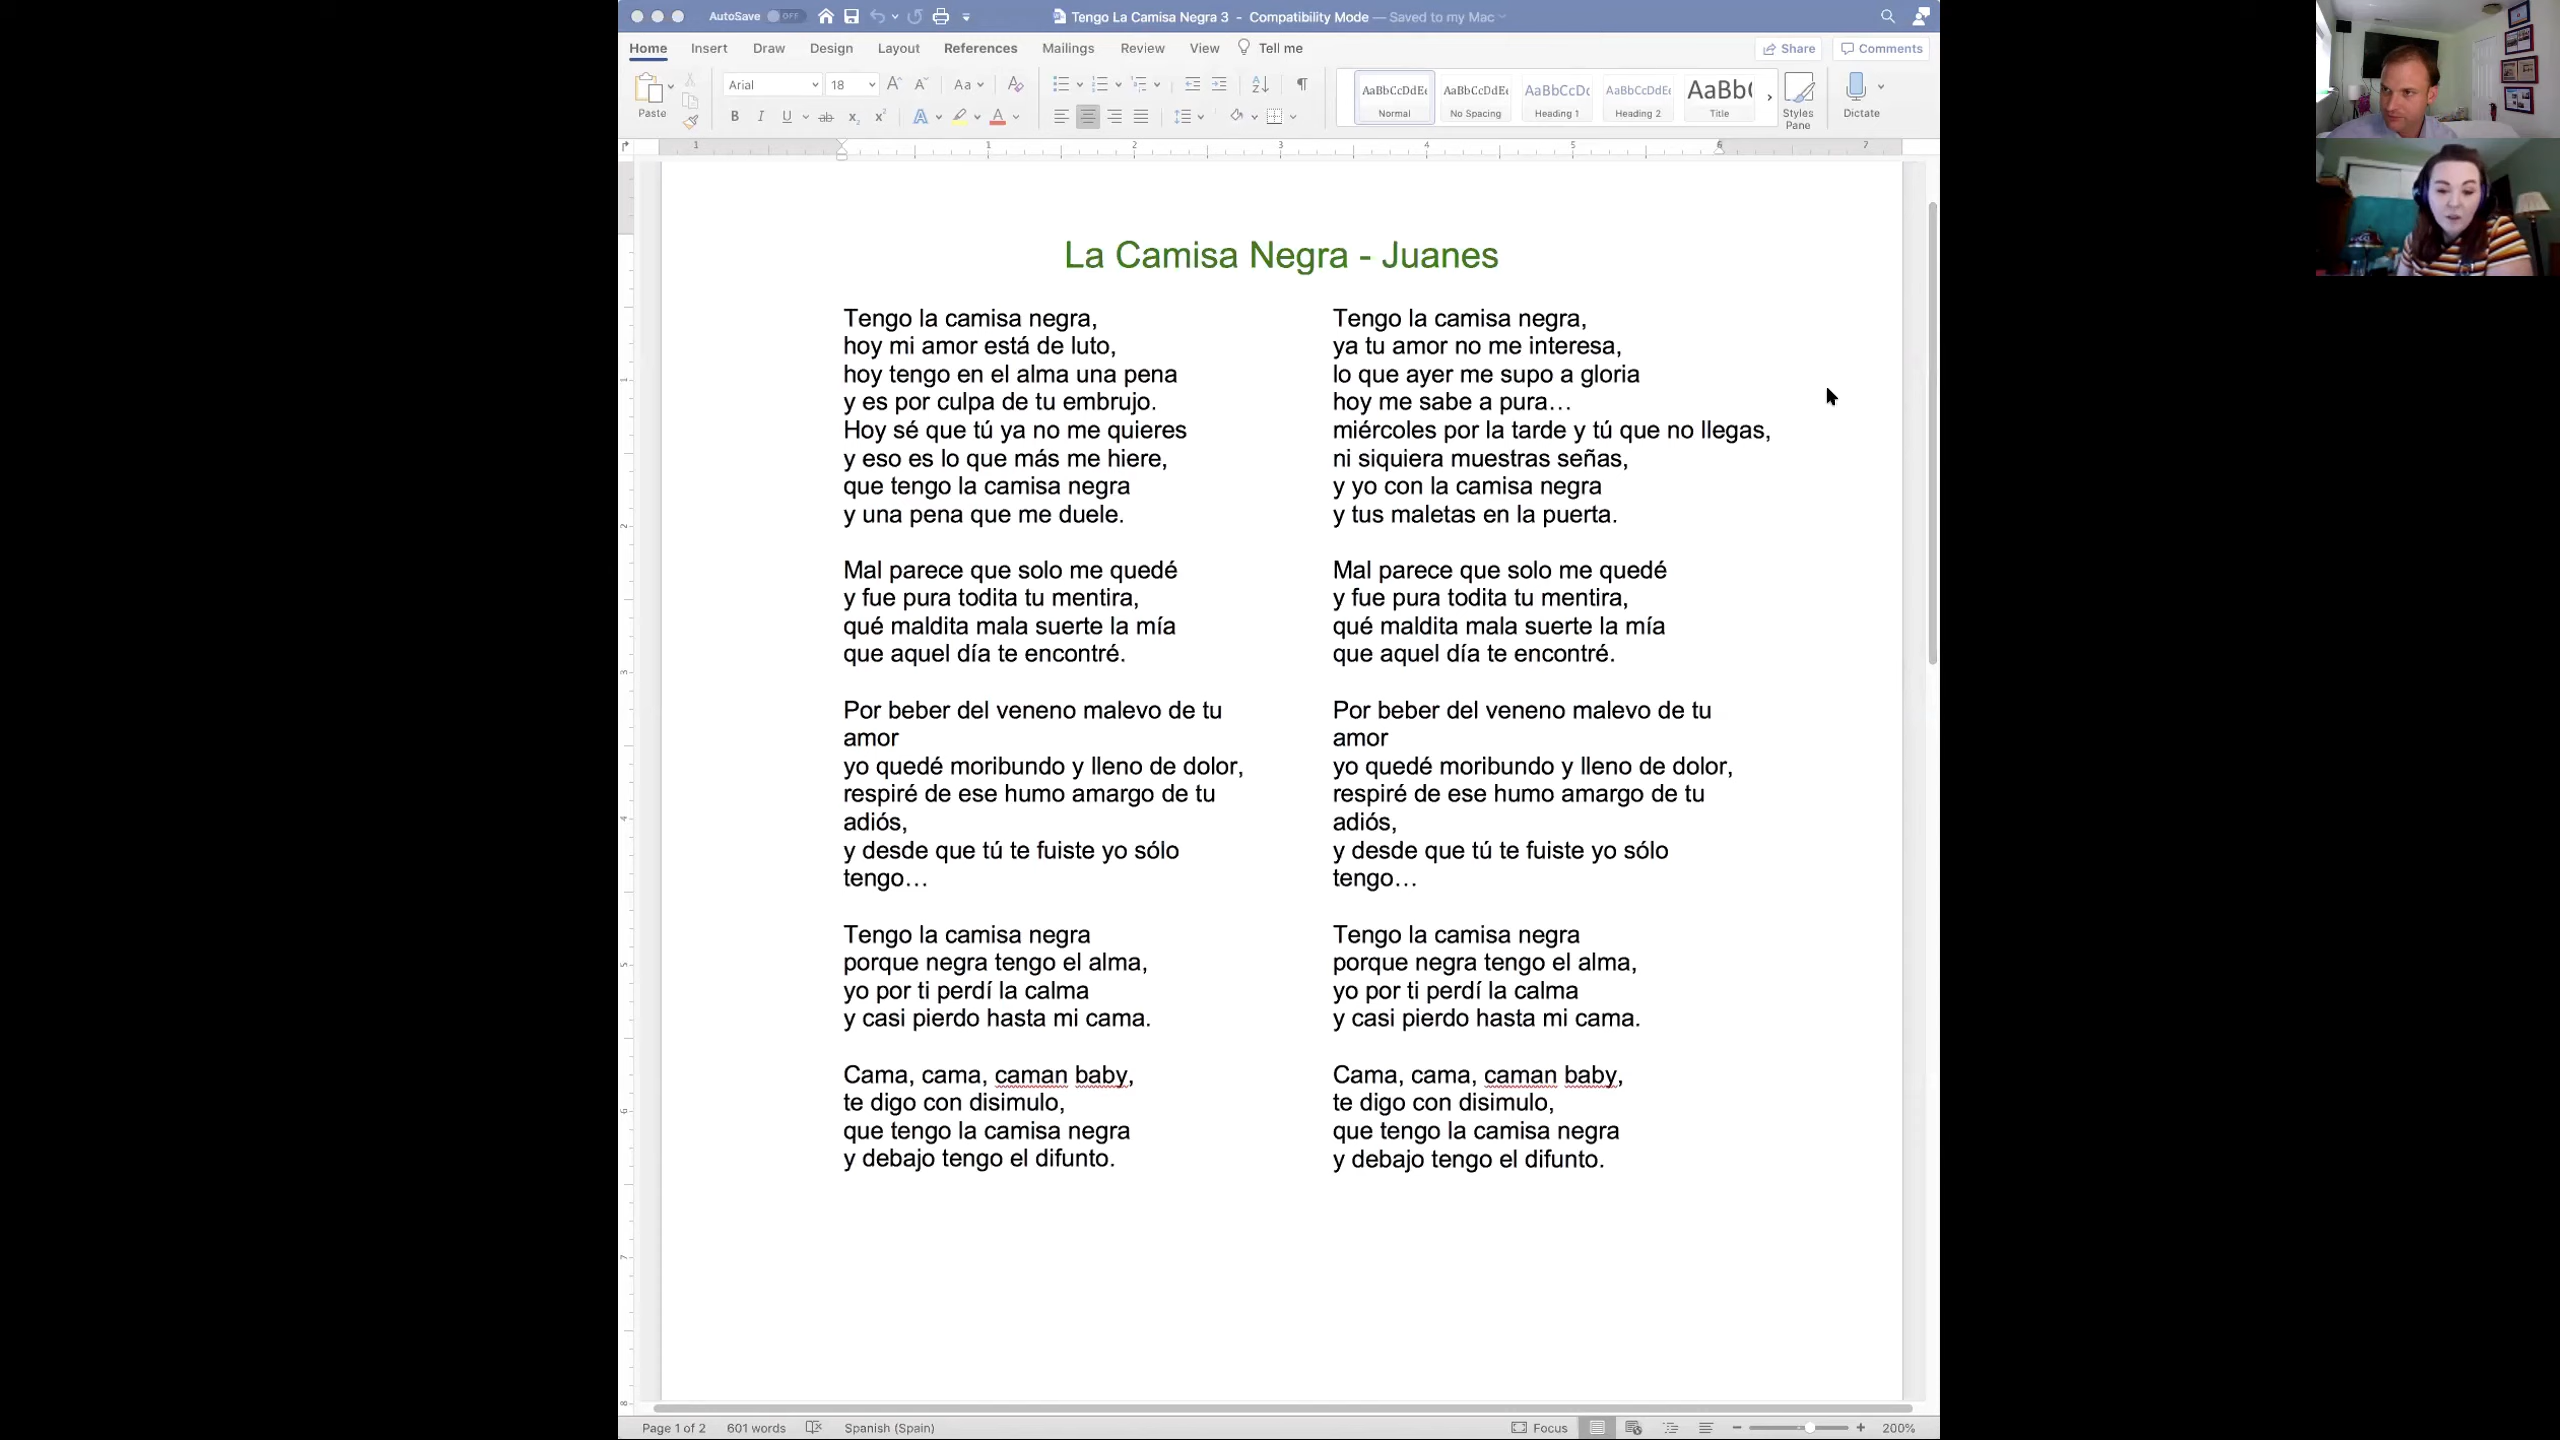 AutoSave OFF
Tengo La Camisa Negra 3 - Compatibility Mode — Saved to my Mac
Home Insert Draw Design Layout References Mailings Review View Tell me Share Comments
Paste
Arial 18
Aa
AaBbCcDdEe AaBbCcDdEe AaBbCcDc AaBbCcDdEe AaBb(
Normal No Spacing Heading 1 Heading 2 Title
Styles Pane
Dictate
La Camisa Negra - Juanes
Tengo la camisa negra,
hoy mi amor está de luto,
hoy tengo en el alma una pena
y es por culpa de tu embrujo.
Hoy sé que tú ya no me quieres
y eso es lo que más me hiere,
que tengo la camisa negra
y una pena que me duele.
Mal parece que solo me quedé
y fue pura todita tu mentira,
qué maldita mala suerte la mía
que aquel día te encontré.
Por beber del veneno malevo de tu
amor
yo quedé moribundo y lleno de dolor,
respiré de ese humo amargo de tu
adiós,
y desde que tú te fuiste yo sólo
tengo…
Tengo la camisa negra
porque negra tengo el alma,
yo por ti perdí la calma
y casi pierdo hasta mi cama.
Cama, cama, caman baby,
te digo con disimulo,
que tengo la camisa negra
y debajo tengo el difunto.
Tengo la camisa negra,
ya tu amor no me interesa,
lo que ayer me supo a gloria
hoy me sabe a pura…
miércoles por la tarde y tú que no llegas,
ni siquiera muestras señas,
y yo con la camisa negra
y tus maletas en la puerta.
Mal parece que solo me quedé
y fue pura todita tu mentira,
qué maldita mala suerte la mía
que aquel día te encontré.
Por beber del veneno malevo de tu
amor
yo quedé moribundo y lleno de dolor,
respiré de ese humo amargo de tu
adiós,
y desde que tú te fuiste yo sólo
tengo…
Tengo la camisa negra
porque negra tengo el alma,
yo por ti perdí la calma
y casi pierdo hasta mi cama.
Cama, cama, caman baby,
te digo con disimulo,
que tengo la camisa negra
y debajo tengo el difunto.
Page 1 of 2 601 words Spanish (Spain) Focus 200%